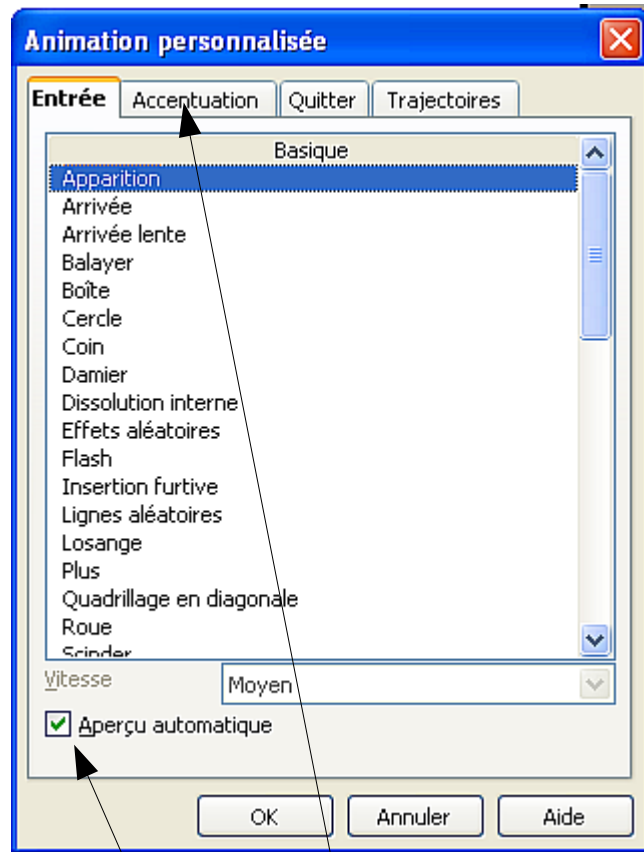 Animation personnalisée
Entrée Accentuation Quitter Trajectoires
Basique
Apparition
Arrivée
Arrivée lente
Balayer
Boîte
Cercle
Coin
Damier
Dissolution interne
Effets aléatoires
Flash
Insertion furtive
Lignes aléatoires
Losange
Plus
Quadrillage en diagonale
Roue
Scinder
Vitesse Moyen
Aperçu automatique
OK Annuler Aide